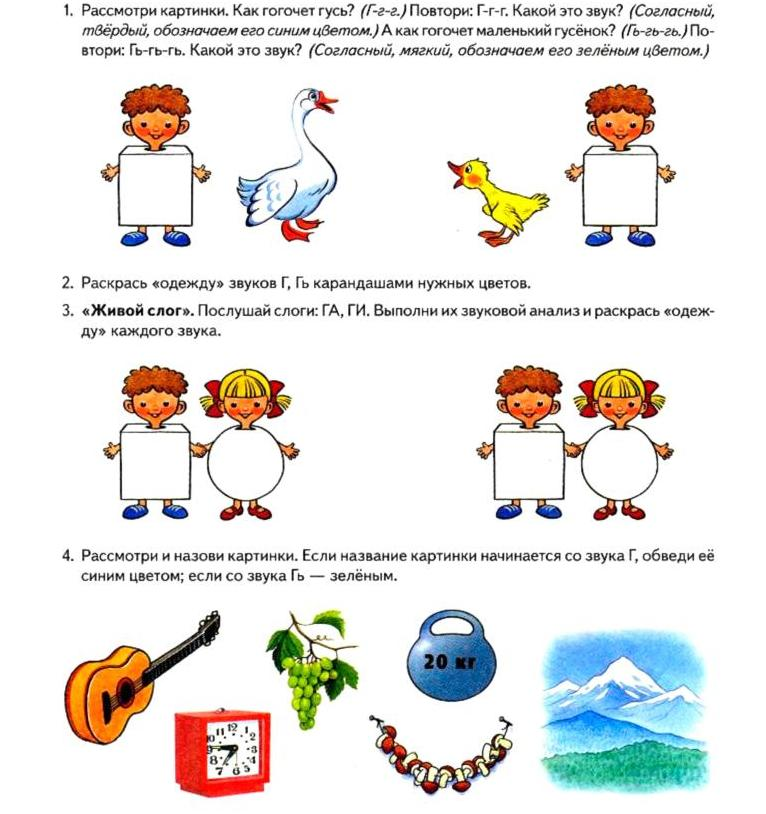 1. Рассмотри картинки. Как гогочет гусь? (Г-г-г.) Повтори: Г-г-г. Какой это звук? (Согласный,
твёрдый, обозначаем его синим цветом.) А как гогочет маленький гусёнок? (Гь-гь-гь.) По-
втори: Гь-гь-гь. Какой это звук? (Согласный, мягкий, обозначаем его зелёным цветом.)
2. Раскрась «одежду» звуков Г, Гь карандашами нужных цветов.
3. «Живой слог». Послушай слоги: ГА, ГИ. Выполни их звуковой анализ и раскрась «одеж-
ду» каждого звука.
4. Рассмотри и назови картинки. Если название картинки начинается со звука Г, обведи её
синим цветом; если со звука Гь — зелёным.
20 кг